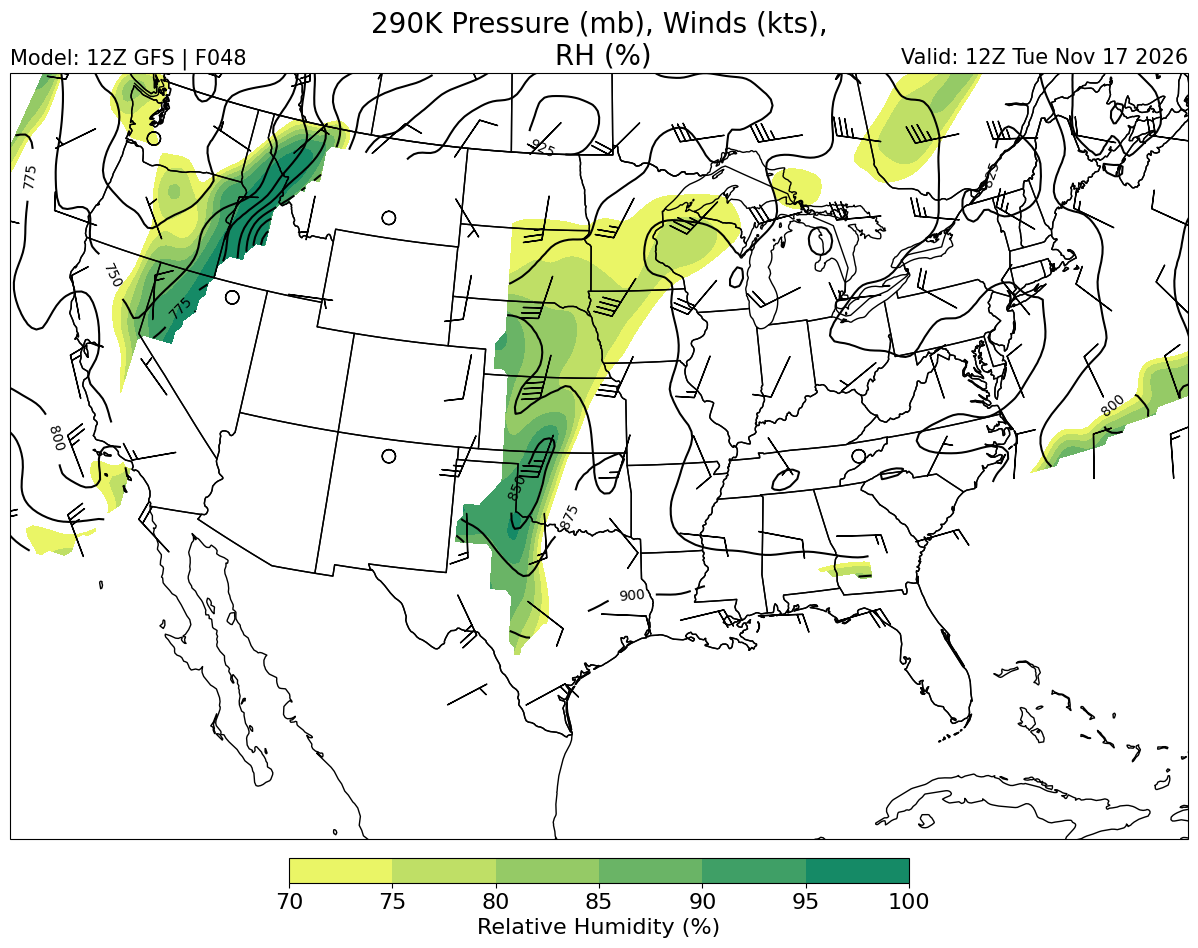 290K Pressure (mb), Winds (kts),
RH (%)
Model: 12Z GFS | F048
Valid: 12Z Tue Nov 17 2026
925
775
825
750
775
800
800
850
875
900
70 75 80 85 90 95 100
Relative Humidity (%)